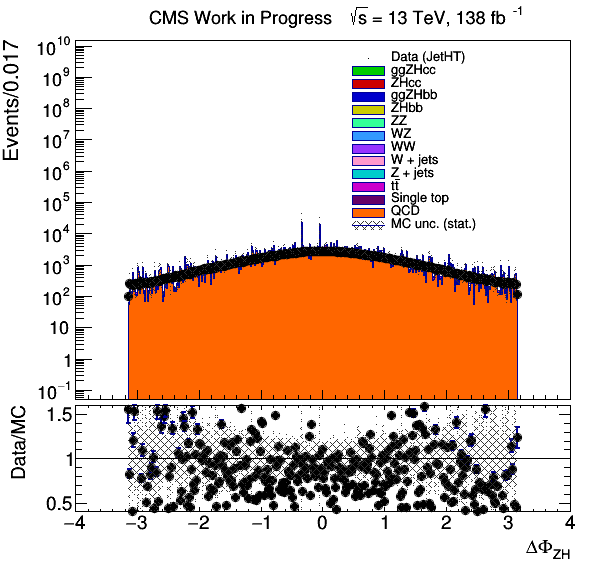 CMS Work in Progress √s = 13 TeV, 138 fb⁻¹
Events/0.017
10¹⁰
10⁹
10⁸
10⁷
10⁶
10⁵
10⁴
10³
10²
10
1
10⁻¹
Data (JetHT)
ggZHcc
ZHcc
ggZHbb
ZHbb
ZZ
WZ
WW
W + jets
Z + jets
tt̄
Single top
QCD
MC unc. (stat.)
Data/MC
1.5
1
0.5
−4 −3 −2 −1 0 1 2 3 4
ΔΦ_ZH